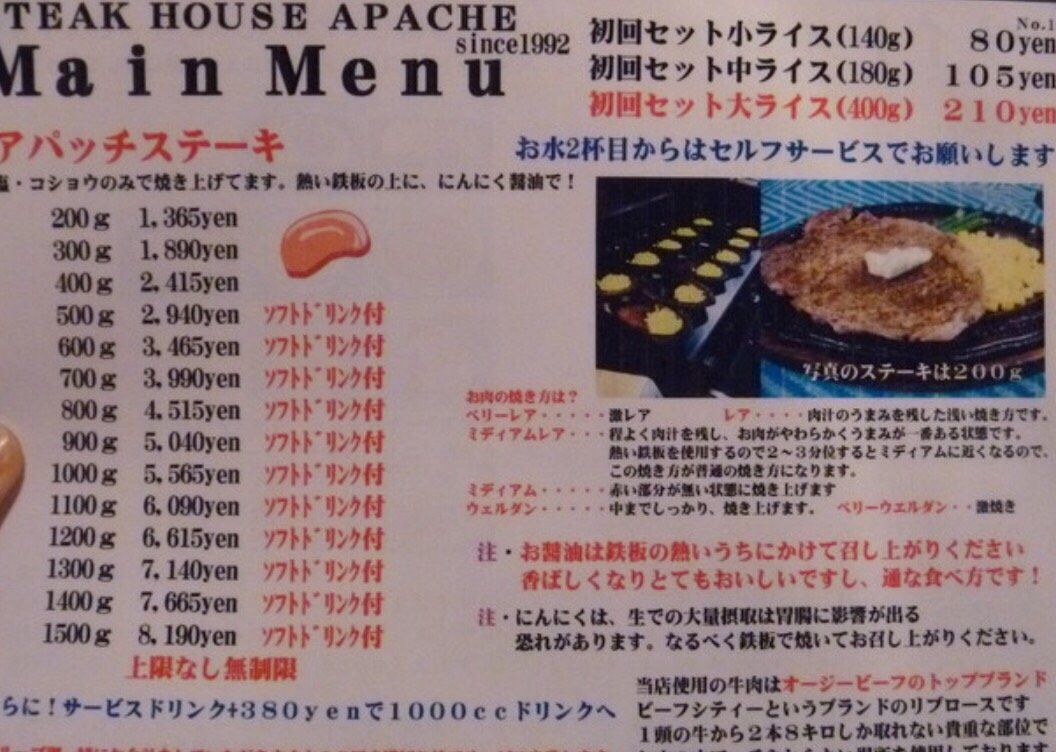 TEAK HOUSE APACHE
since1992
Main Menu
No.1
初回セット小ライス(140g) 80yen
初回セット中ライス(180g) 105yen
初回セット大ライス(400g) 210yen
お水2杯目からはセルフサービスでお願いします
アパッチステーキ
塩・コショウのみで焼き上げてます。熱い鉄板の上に、にんにく醤油で！
200g 1,365yen
300g 1,890yen
400g 2,415yen
500g 2,940yen ソフトドリンク付
600g 3,465yen ソフトドリンク付
700g 3,990yen ソフトドリンク付
800g 4,515yen ソフトドリンク付
900g 5,040yen ソフトドリンク付
1000g 5,565yen ソフトドリンク付
1100g 6,090yen ソフトドリンク付
1200g 6,615yen ソフトドリンク付
1300g 7,140yen ソフトドリンク付
1400g 7,665yen ソフトドリンク付
1500g 8,190yen ソフトドリンク付
上限なし無制限
らに！サービスドリンク+380yenで1000ccドリンクへ
写真のステーキは200g
お肉の焼き方は？
ベリーレア・・・・・激レア レア・・・・肉汁のうまみを残した浅い焼き方です。
ミディアムレア・・・程よく肉汁を残し、お肉がやわらかくうまみが一番ある状態です。
熱い鉄板を使用するので2～3分位するとミディアムに近くなるので、
この焼き方が普通の焼き方になります。
ミディアム・・・・・赤い部分が無い状態に焼き上げます
ウェルダン・・・・・中までしっかり、焼き上げます。 ベリーウエルダン・・激焼き
注・お醤油は鉄板の熱いうちにかけて召し上がりください
香ばしくなりとてもおいしいですし、通な食べ方です！
注・にんにくは、生での大量摂取は胃腸に影響が出る
恐れがあります。なるべく鉄板で焼いてお召し上がりください。
当店使用の牛肉はオージービーフのトップブランド
ビーフシティーというブランドのリブロースです
1頭の牛から2本8キロしか取れない貴重な部位で